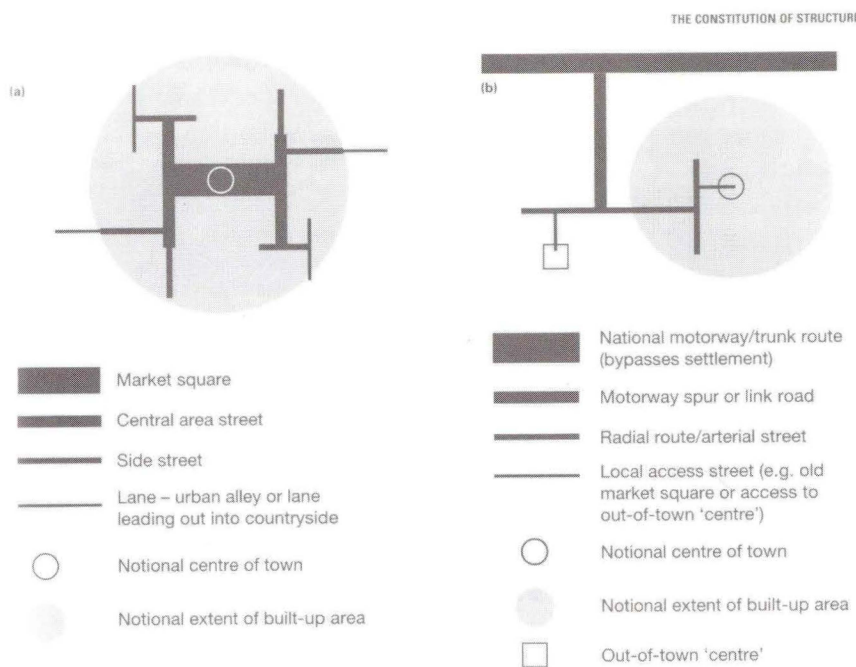 THE CONSTITUTION OF STRUCTURE
(a)
Market square
Central area street
Side street
Lane – urban alley or lane
leading out into countryside
Notional centre of town
Notional extent of built-up area
(b)
National motorway/trunk route
(bypasses settlement)
Motorway spur or link road
Radial route/arterial street
Local access street (e.g. old
market square or access to
out-of-town ‘centre’)
Notional centre of town
Notional extent of built-up area
Out-of-town ‘centre’